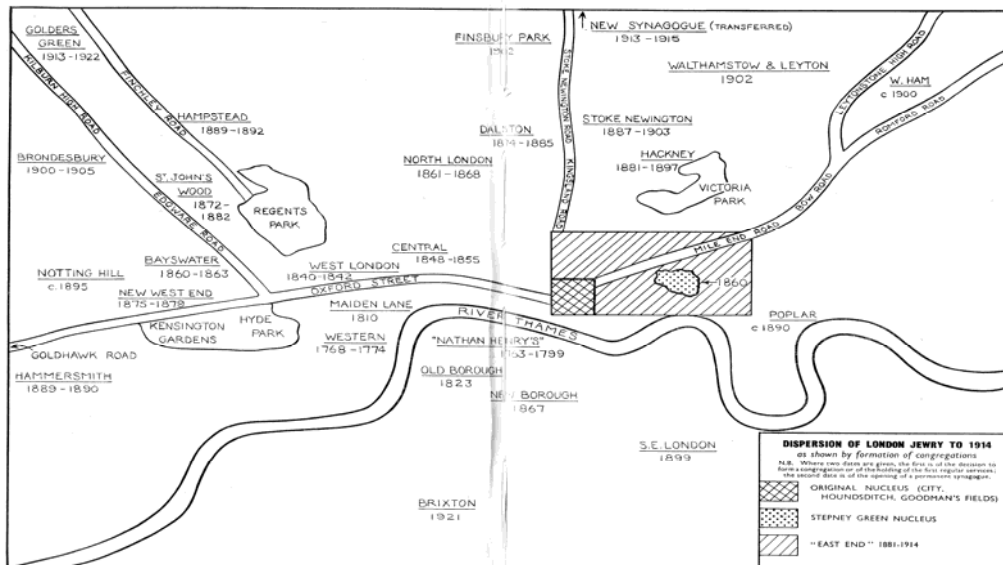 GOLDERS
GREEN
1913-1922
KILBURN HIGH ROAD
FINCHLEY ROAD
HAMPSTEAD
1889-1892
BRONDESBURY
1900-1905
ST. JOHN'S
WOOD
1872-
1882
REGENTS
PARK
EDGWARE ROAD
BAYSWATER
1860-1863
NOTTING HILL
c.1895
NEW WEST END
1875-1879
KENSINGTON
GARDENS
HYDE
PARK
GOLDHAWK ROAD
HAMMERSMITH
1889-1890
FINSBURY PARK
NEW SYNAGOGUE (TRANSFERRED)
1913-1915
STOKE NEWINGTON ROAD
KINGSLAND ROAD
WALTHAMSTOW & LEYTON
1902
LEYTONSTONE HIGH ROAD
W. HAM
c 1900
ROMFORD ROAD
DALSTON
STOKE NEWINGTON
1887-1903
NORTH LONDON
1861-1868
HACKNEY
1881-1897
VICTORIA
PARK
BOW ROAD
MILE END ROAD
CENTRAL
1848-1855
WEST LONDON
1840-1842
OXFORD STREET
1860
MAIDEN LANE
1810
RIVER THAMES
WESTERN
1768-1774
"NATHAN HENRY'S"
POPLAR
c 1890
OLD BOROUGH
1823
NEW BOROUGH
1867
S.E. LONDON
1899
BRIXTON
1921
DISPERSION OF LONDON JEWRY TO 1914
as shown by formation of congregations
N.B. Where two dates are given, the first is of the decision to
form a congregation or of the holding of the first regular services;
the second date is of the opening of a permanent synagogue.
ORIGINAL NUCLEUS (CITY,
HOUNDSDITCH, GOODMAN'S FIELDS)
STEPNEY GREEN NUCLEUS
"EAST END" 1881-1914